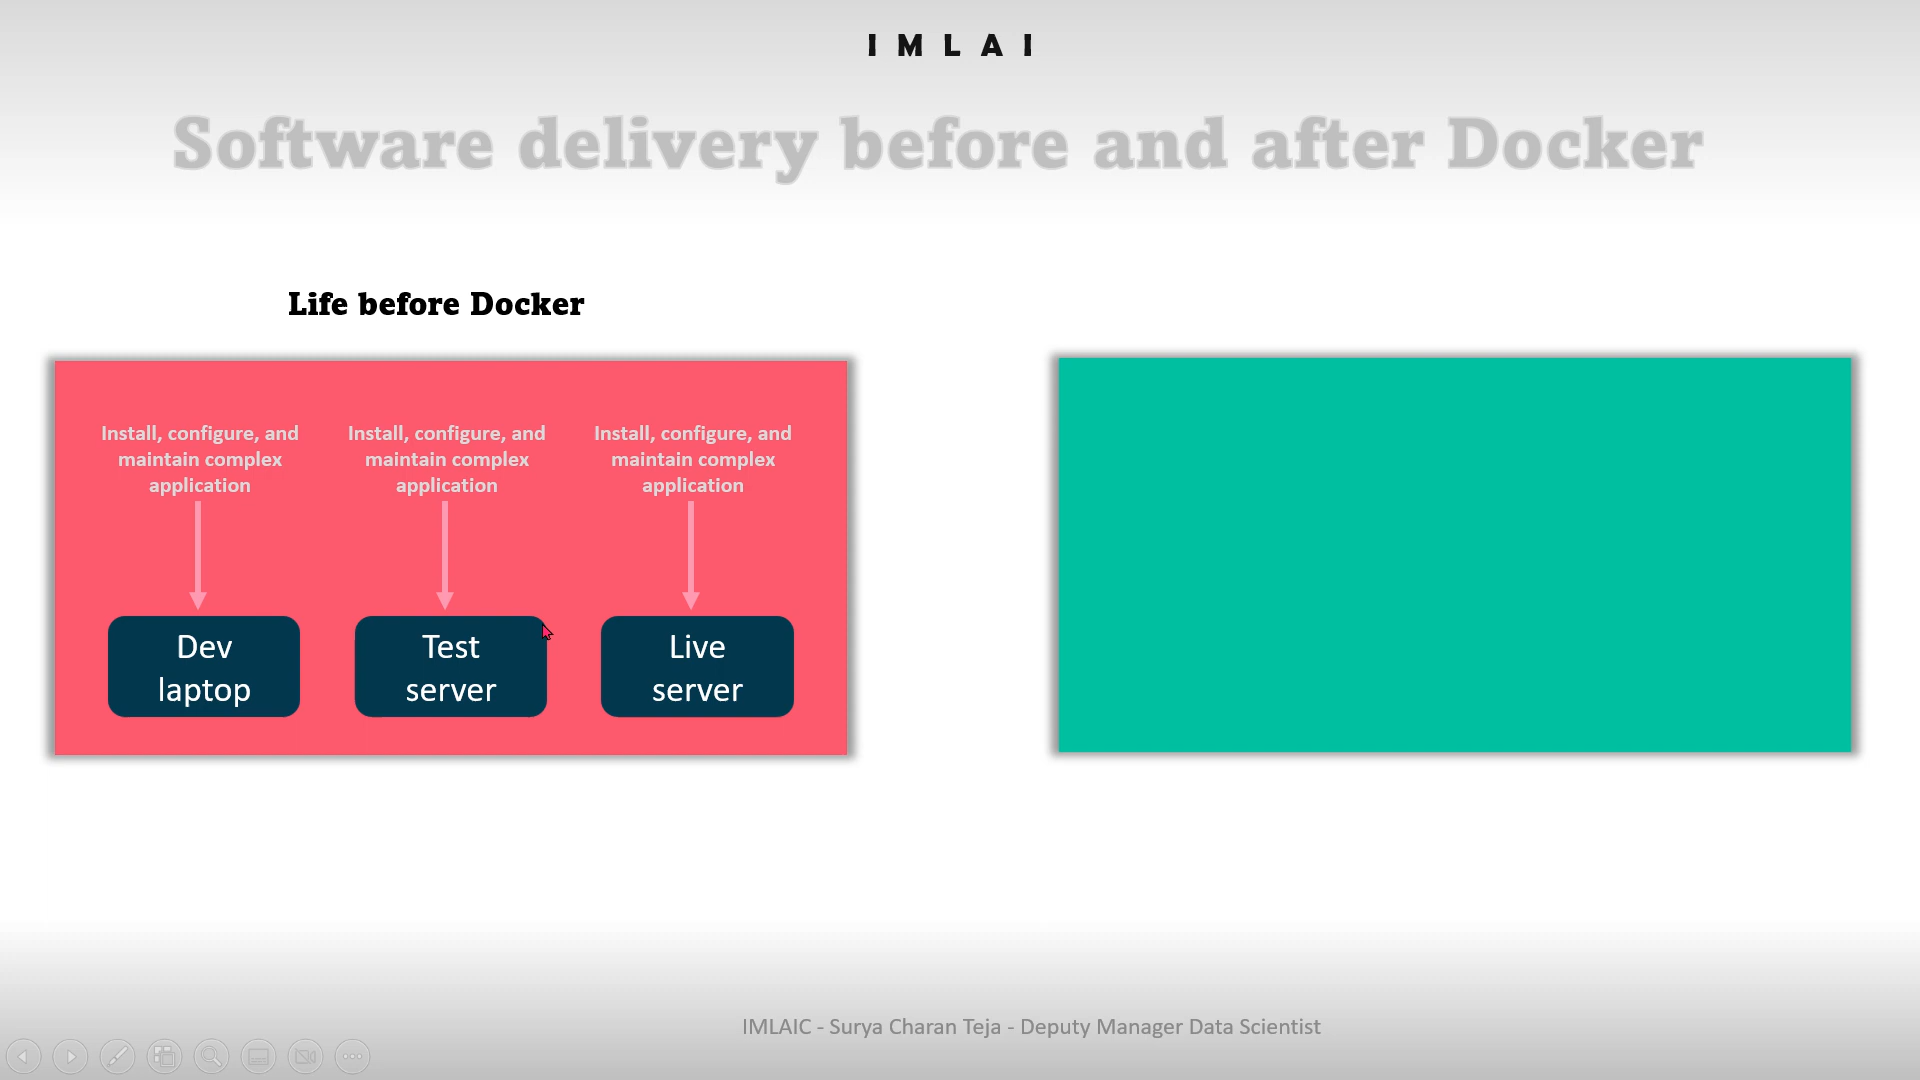 IMLAI
Software delivery before and after Docker
Life before Docker
Install, configure, and
maintain complex
application
Install, configure, and
maintain complex
application
Install, configure, and
maintain complex
application
Dev
laptop
Test
server
Live
server
IMLAIC - Surya Charan Teja - Deputy Manager Data Scientist